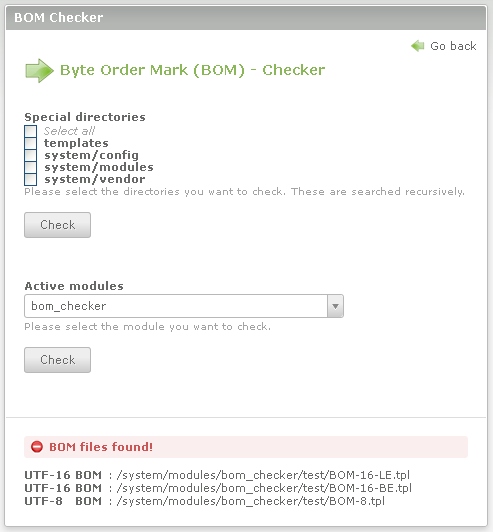 BOM Checker
Go back
Byte Order Mark (BOM) - Checker
Special directories
Select all
templates
system/config
system/modules
system/vendor
Please select the directories you want to check. These are searched recursively.
Check
Active modules
bom_checker
Please select the module you want to check.
Check
BOM files found!
UTF-16 BOM : /system/modules/bom_checker/test/BOM-16-LE.tpl
UTF-16 BOM : /system/modules/bom_checker/test/BOM-16-BE.tpl
UTF-8 BOM : /system/modules/bom_checker/test/BOM-8.tpl